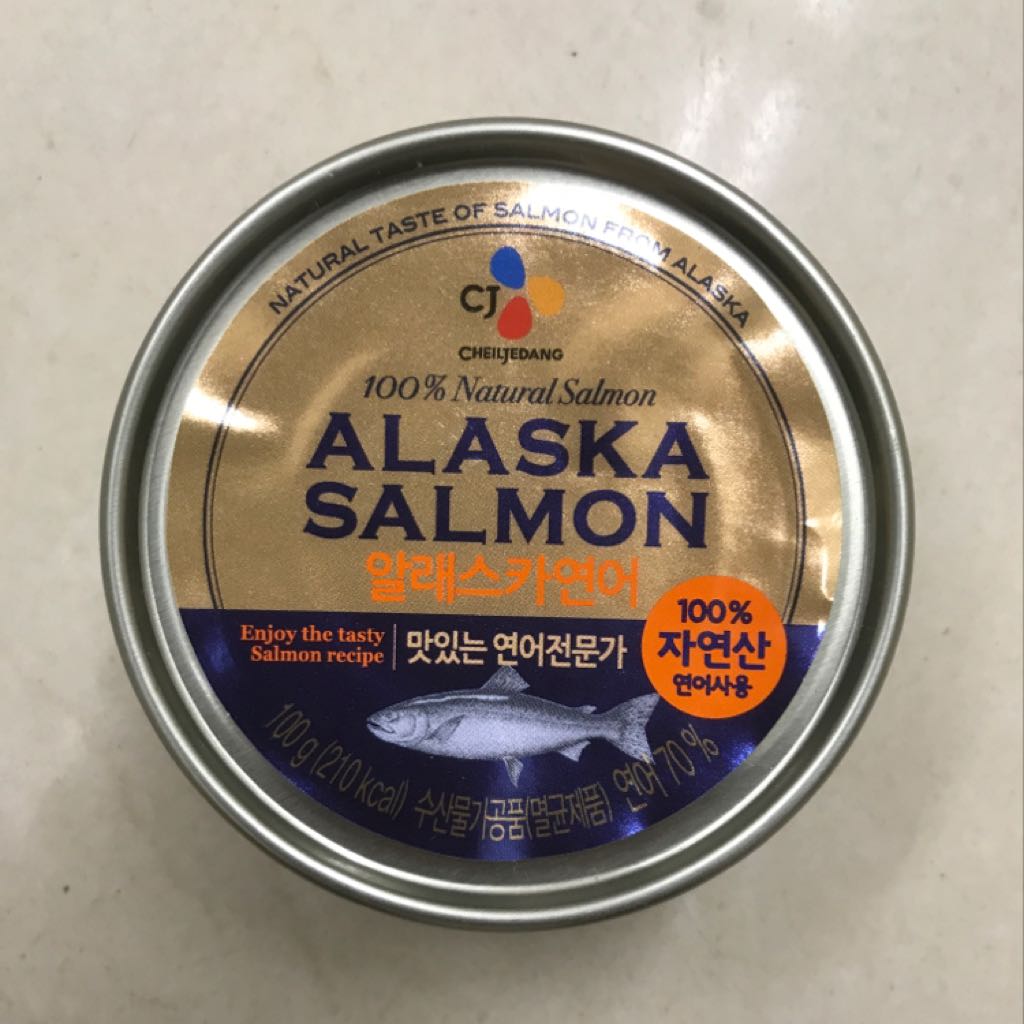 NATURAL TASTE OF SALMON FROM ALASKA
CJ
CHEILJEDANG
100% Natural Salmon
ALASKA
SALMON
알래스카연어
Enjoy the tasty
Salmon recipe
맛있는 연어전문가
100%
자연산
연어사용
100 g (210 kcal) 수산물가공품(멸균제품) 연어 70 %